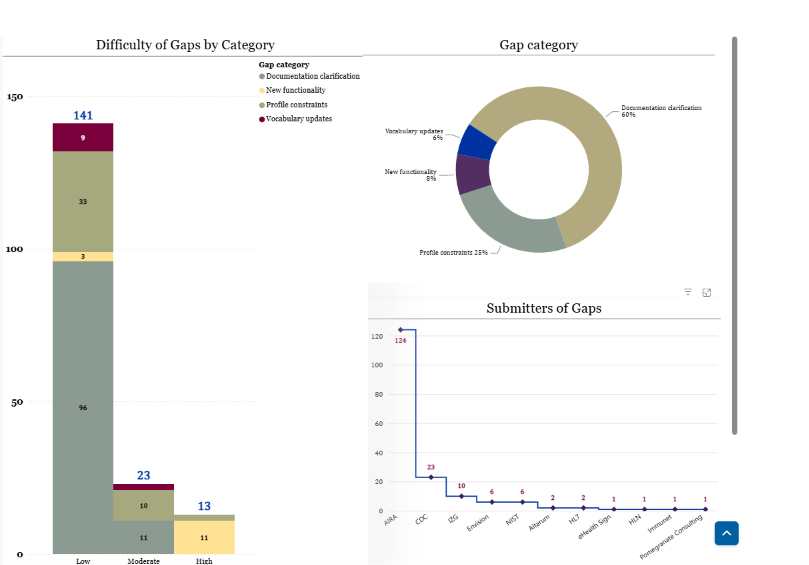 Difficulty of Gaps by Category
Gap category
Documentation clarification
New functionality
Profile constraints
Vocabulary updates
150
100
50
0
141
9
33
3
96
23
10
11
13
11
Low
Moderate
High
Gap category
Documentation clarification
60%
Vocabulary updates
6%
New functionality
8%
Profile constraints 25%
Submitters of Gaps
120
100
80
60
40
20
0
124
23
10
6
6
2
2
1
1
1
1
AIRA
CDC
IZG
Envision
NIST
Altarum
HL7
eHealth Sign
HLN
Immunet
Pomegranate Consulting